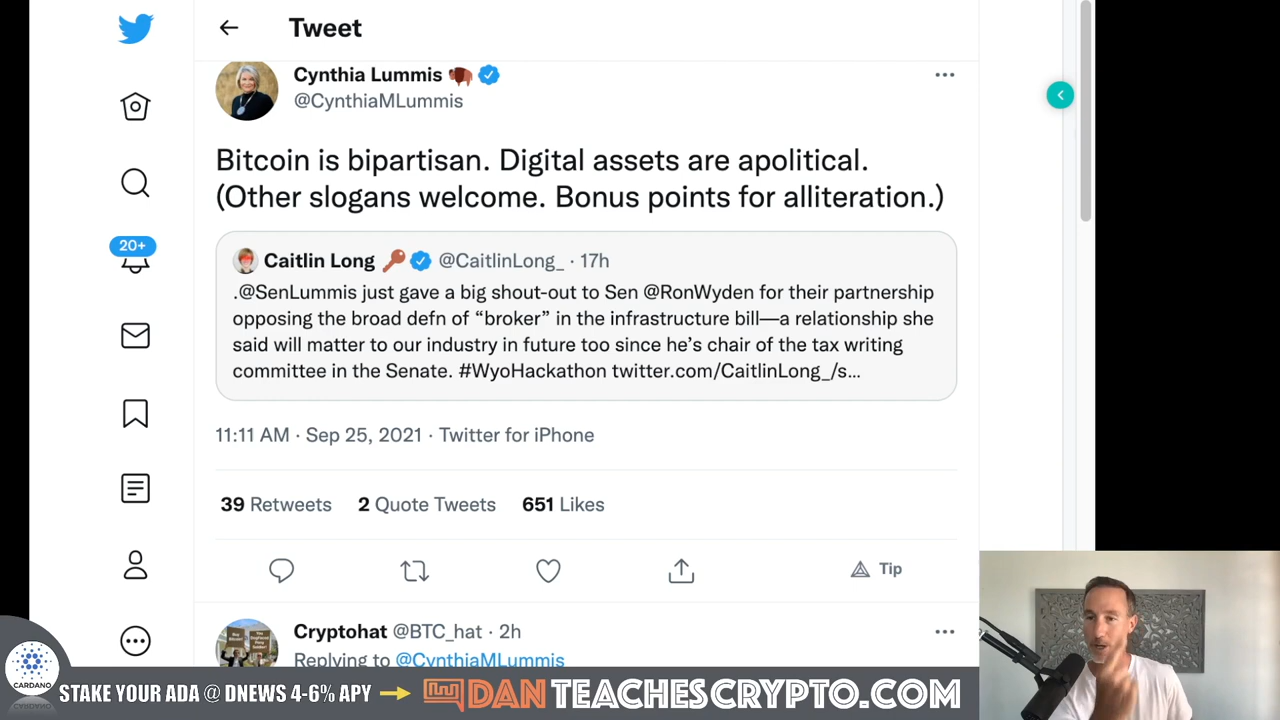 Tweet
Cynthia Lummis
@CynthiaMLummis
Bitcoin is bipartisan. Digital assets are apolitical.
(Other slogans welcome. Bonus points for alliteration.)
Caitlin Long @CaitlinLong_ · 17h
.@SenLummis just gave a big shout-out to Sen @RonWyden for their partnership
opposing the broad defn of “broker” in the infrastructure bill—a relationship she
said will matter to our industry in future too since he’s chair of the tax writing
committee in the Senate. #WyoHackathon twitter.com/CaitlinLong_/s...
20+
11:11 AM · Sep 25, 2021 · Twitter for iPhone
39 Retweets 2 Quote Tweets 651 Likes
Tip
Cryptohat @BTC_hat · 2h
Replying to @CynthiaMLummis
CARDANO
STAKE YOUR ADA @ DNEWS 4-6% APY
DANTEACHESCRYPTO.COM